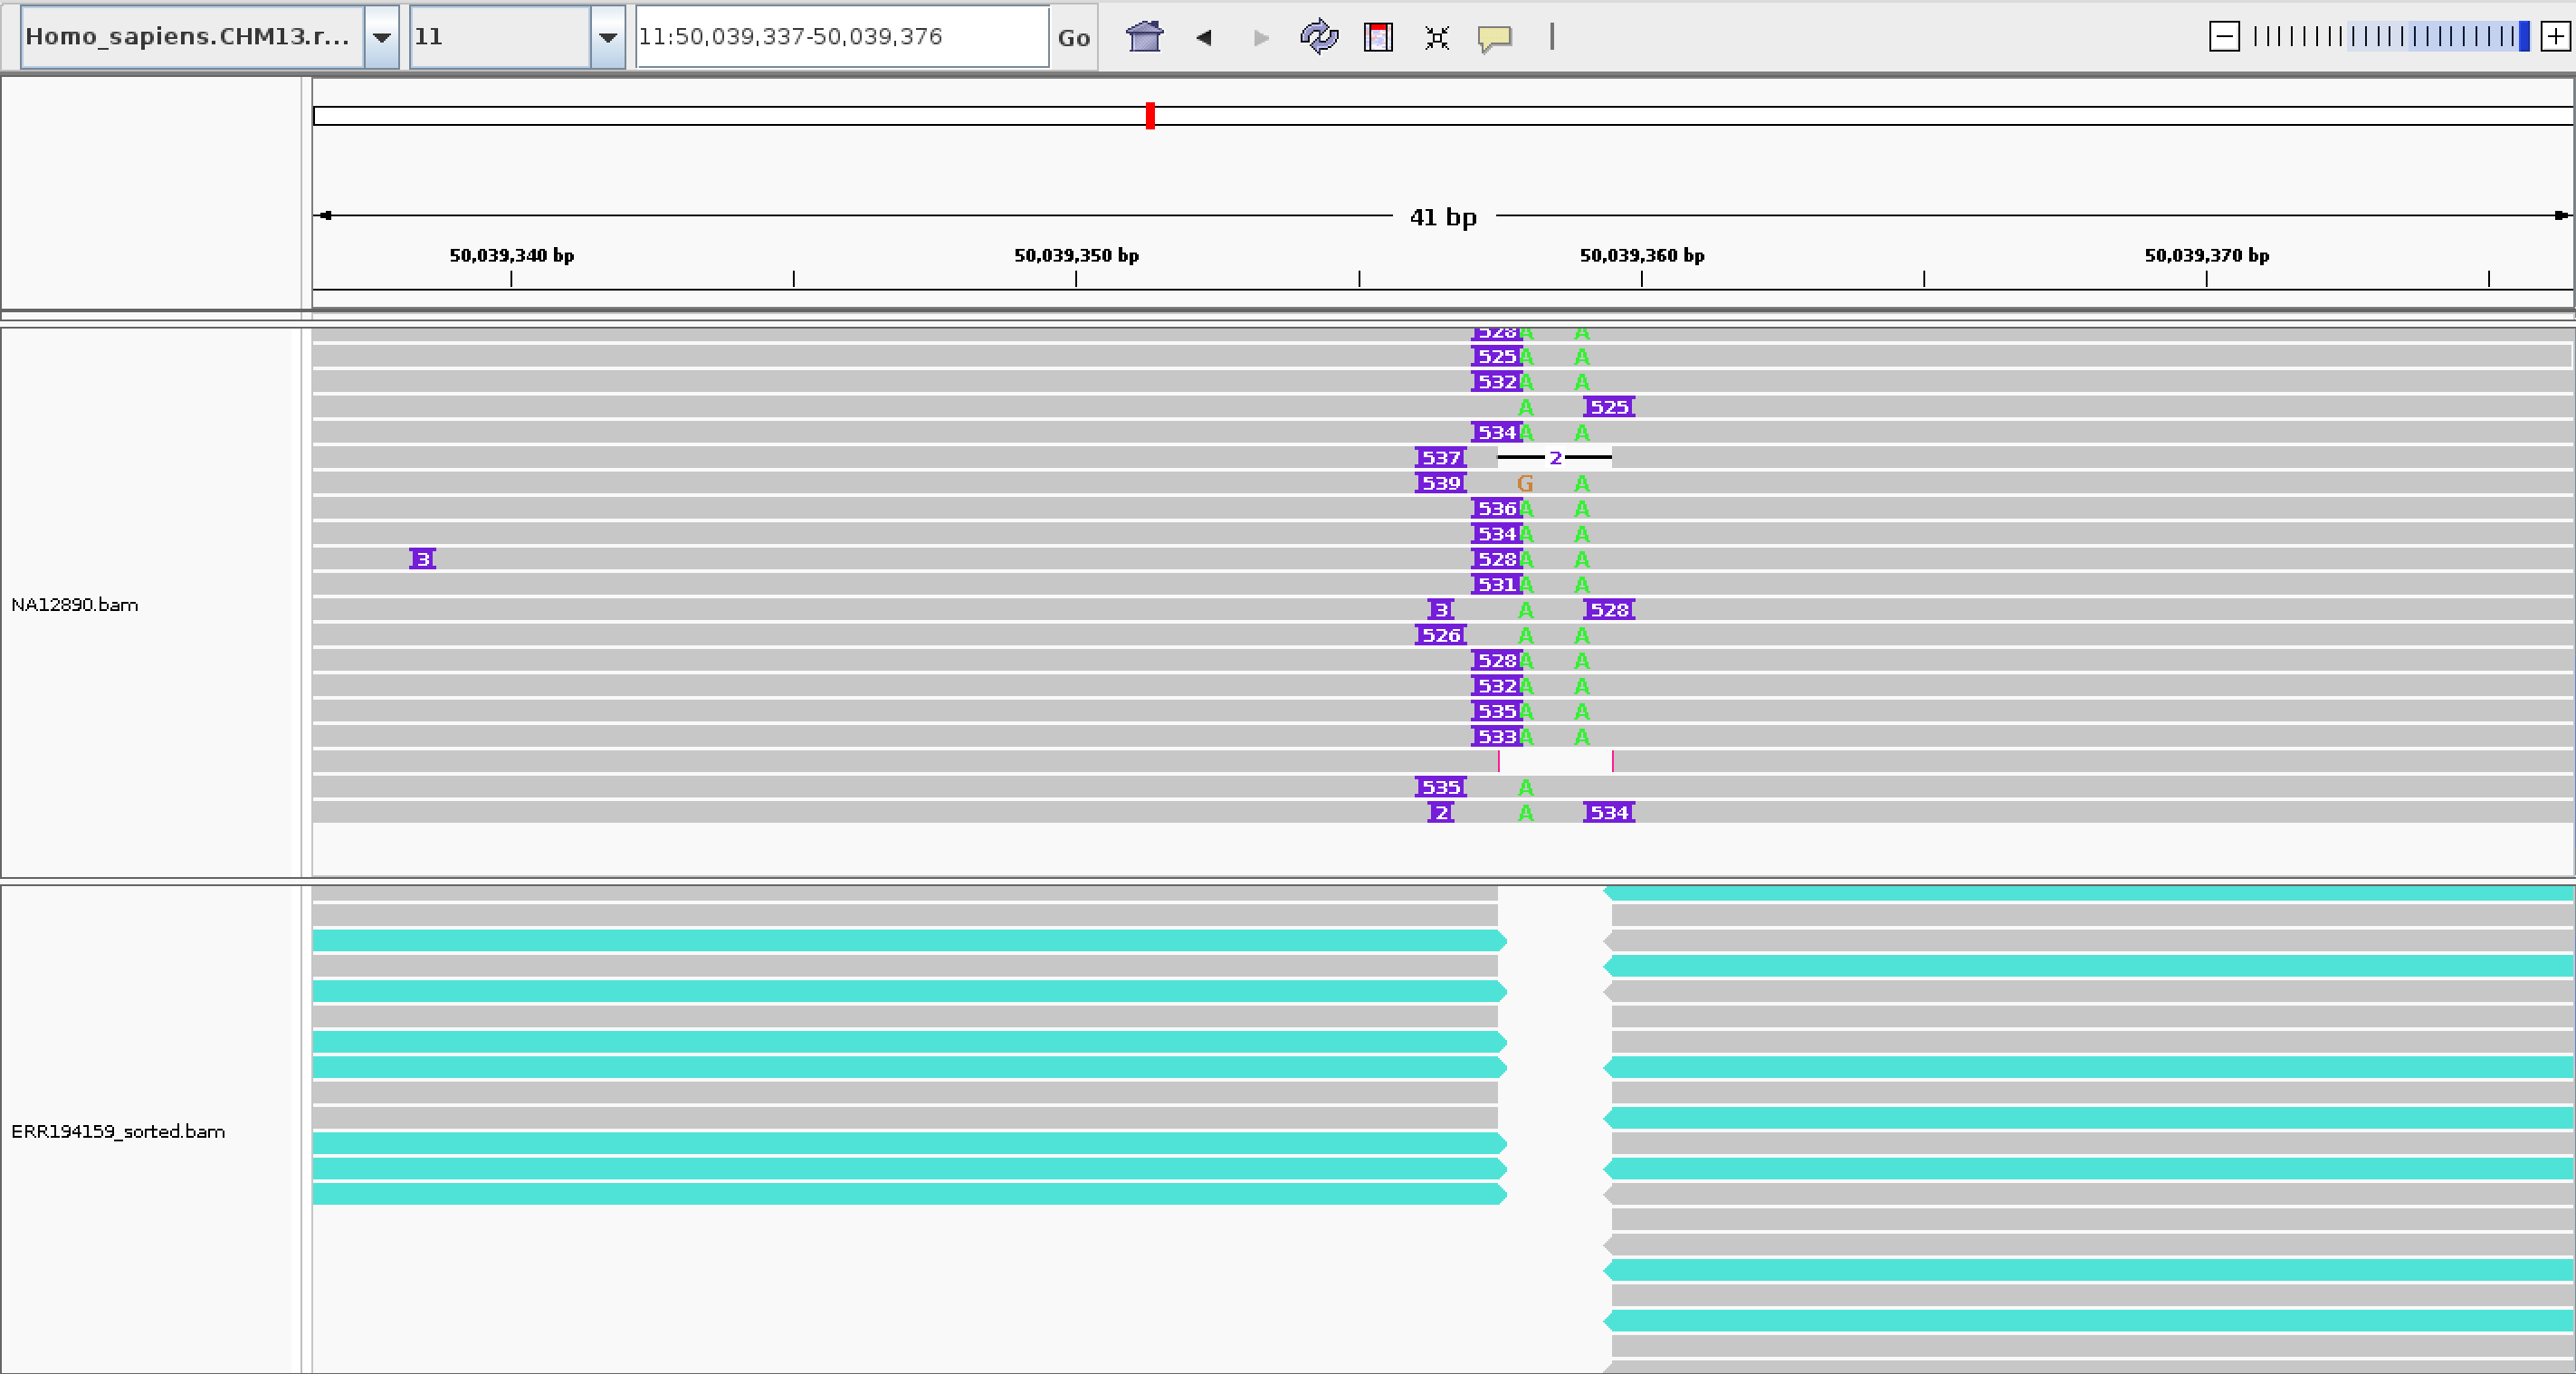 Homo_sapiens.CHM13.r... 11 11:50,039,337-50,039,376 Go
41 bp
50,039,340 bp 50,039,350 bp 50,039,360 bp 50,039,370 bp
528 A A
525 A A
532 A A
A 525
534 A A
537 2
539 G A
536 A A
534 A A
3 528 A A
531 A A
NA12890.bam
3 A 528
526 A A
528 A A
532 A A
535 A A
533 A A
535 A
2 A 534
ERR194159_sorted.bam